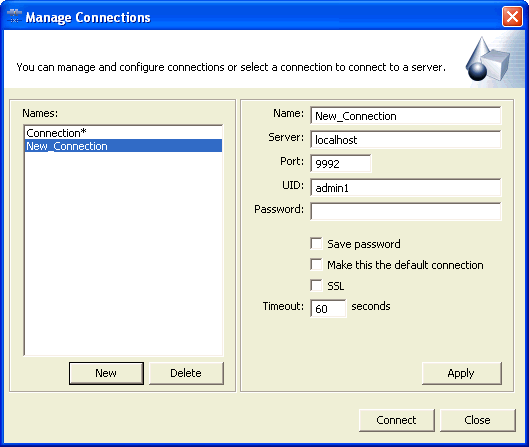 Manage Connections
You can manage and configure connections or select a connection to connect to a server.
Names:
Connection*
New_Connection
New
Delete
Name: New_Connection
Server: localhost
Port: 9992
UID: admin1
Password:
Save password
Make this the default connection
SSL
Timeout: 60 seconds
Apply
Connect
Close